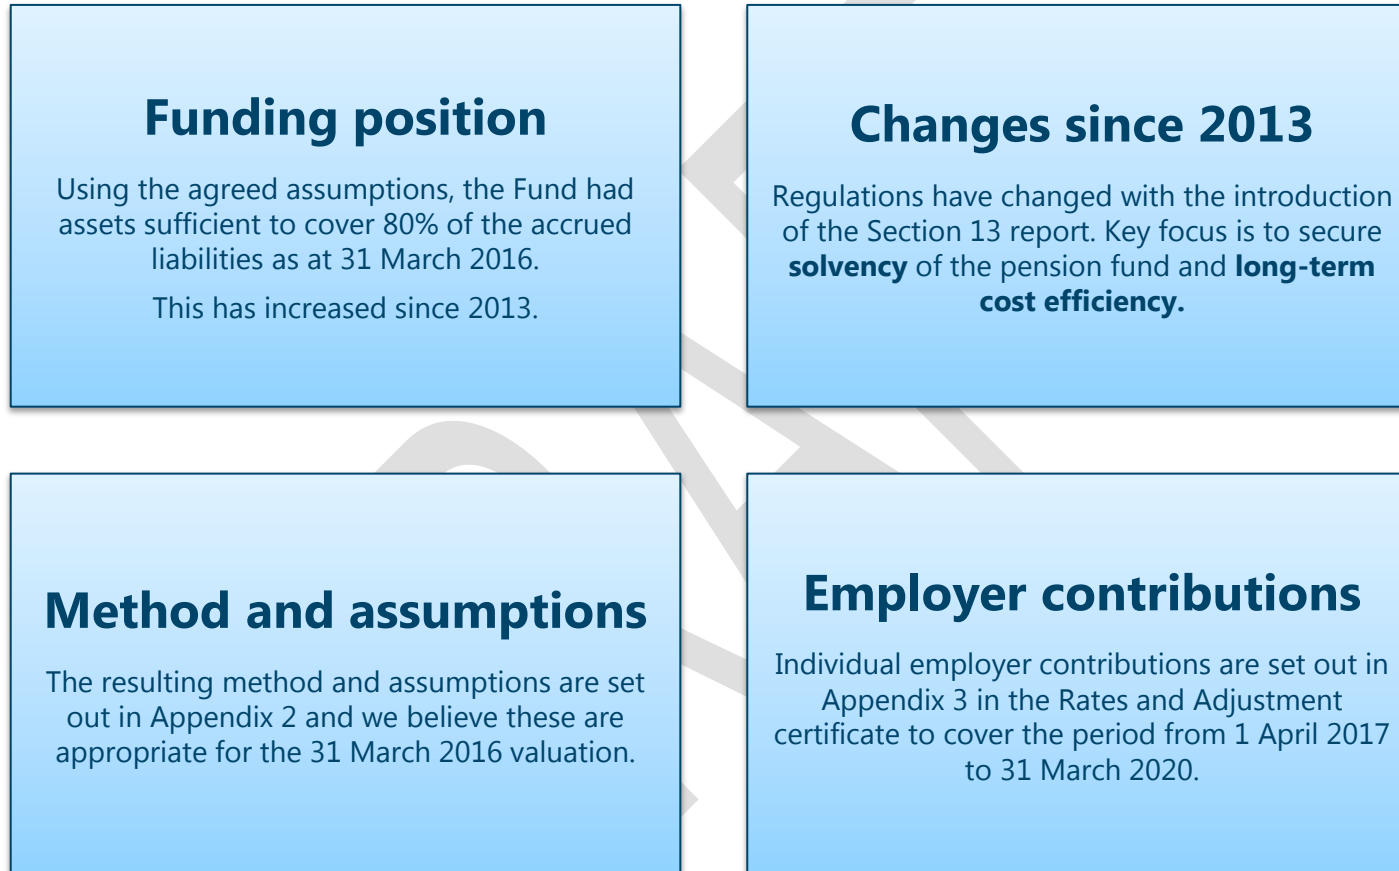 Funding position
Using the agreed assumptions, the Fund had
assets sufficient to cover 80% of the accrued
liabilities as at 31 March 2016.
This has increased since 2013.
Changes since 2013
Regulations have changed with the introduction
of the Section 13 report. Key focus is to secure
solvency of the pension fund and long-term
cost efficiency.
Method and assumptions
The resulting method and assumptions are set
out in Appendix 2 and we believe these are
appropriate for the 31 March 2016 valuation.
Employer contributions
Individual employer contributions are set out in
Appendix 3 in the Rates and Adjustment
certificate to cover the period from 1 April 2017
to 31 March 2020.